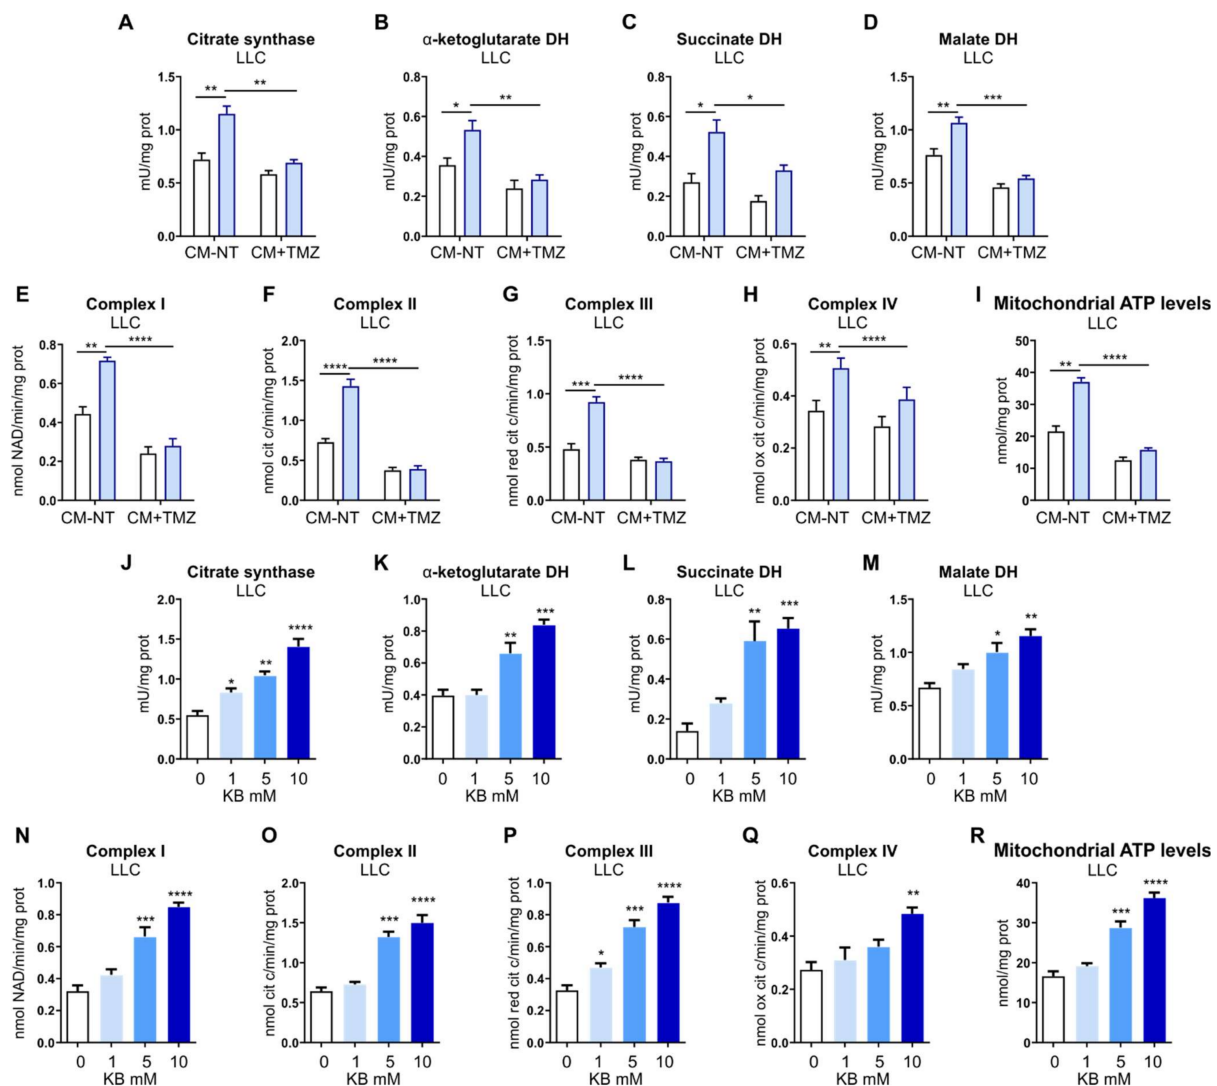 A
Citrate synthase
LLC
** **
mU/mg prot
1.5
1.0
0.5
0.0
CM-NT CM+TMZ
B
α-ketoglutarate DH
LLC
* **
mU/mg prot
0.8
0.6
0.4
0.2
0.0
CM-NT CM+TMZ
C
Succinate DH
LLC
* *
mU/mg prot
0.8
0.6
0.4
0.2
0.0
CM-NT CM+TMZ
D
Malate DH
LLC
** ***
mU/mg prot
1.5
1.0
0.5
0.0
CM-NT CM+TMZ
E
Complex I
LLC
** ****
nmol NAD/min/mg prot
0.8
0.6
0.4
0.2
0.0
CM-NT CM+TMZ
F
Complex II
LLC
**** ****
nmol cit c/min/mg prot
2.0
1.5
1.0
0.5
0.0
CM-NT CM+TMZ
G
Complex III
LLC
*** ****
nmol red cit c/min/mg prot
1.5
1.0
0.5
0.0
CM-NT CM+TMZ
H
Complex IV
LLC
** ****
nmol ox cit c/min/mg prot
0.6
0.4
0.2
0.0
CM-NT CM+TMZ
I
Mitochondrial ATP levels
LLC
** ****
nmol/mg prot
50
40
30
20
10
0
CM-NT CM+TMZ
J
Citrate synthase
LLC
* ** ****
mU/mg prot
2.0
1.5
1.0
0.5
0.0
0 1 5 10
KB mM
K
α-ketoglutarate DH
LLC
** ***
mU/mg prot
1.0
0.8
0.6
0.4
0.2
0.0
0 1 5 10
KB mM
L
Succinate DH
LLC
** ***
mU/mg prot
0.8
0.6
0.4
0.2
0.0
0 1 5 10
KB mM
M
Malate DH
LLC
* **
mU/mg prot
1.5
1.0
0.5
0.0
0 1 5 10
KB mM
N
Complex I
LLC
*** ****
nmol NAD/min/mg prot
1.0
0.8
0.6
0.4
0.2
0.0
0 1 5 10
KB mM
O
Complex II
LLC
*** ****
nmol cit c/min/mg prot
2.0
1.5
1.0
0.5
0.0
0 1 5 10
KB mM
P
Complex III
LLC
* *** ****
nmol red cit c/min/mg prot
1.0
0.8
0.6
0.4
0.2
0.0
0 1 5 10
KB mM
Q
Complex IV
LLC
**
nmol ox cit c/min/mg prot
0.6
0.4
0.2
0.0
0 1 5 10
KB mM
R
Mitochondrial ATP levels
LLC
*** ****
nmol/mg prot
40
30
20
10
0
0 1 5 10
KB mM